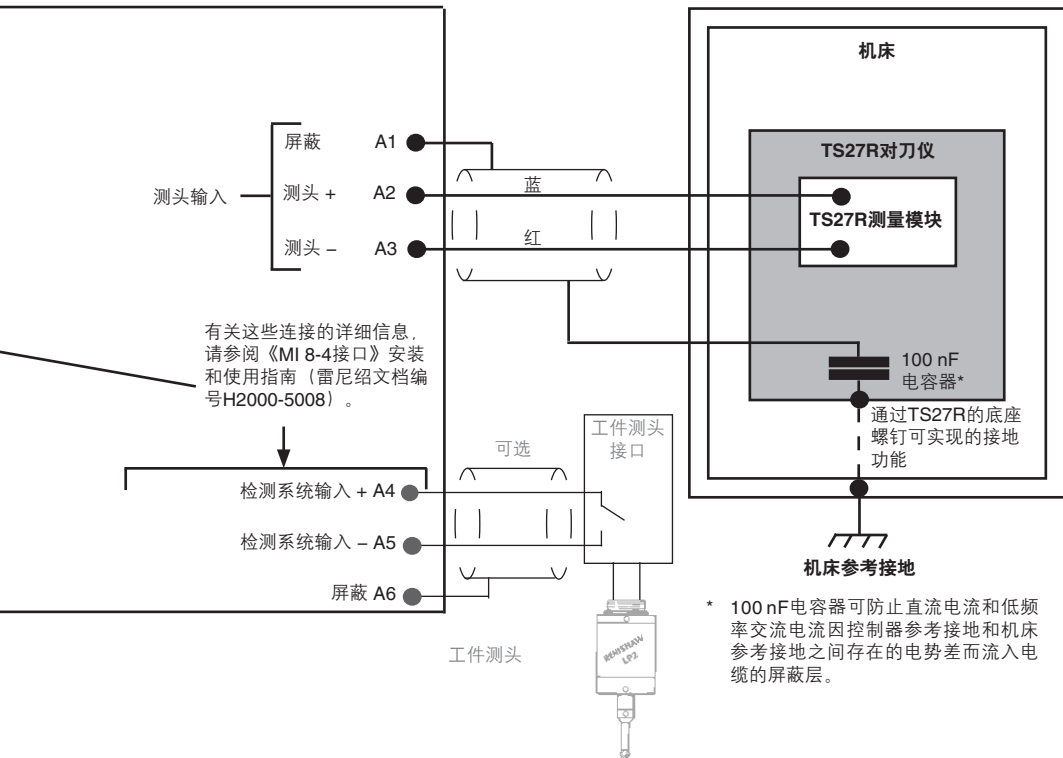 机床
TS27R对刀仪
TS27R测量模块
测头输入
屏蔽 A1
测头 + A2
测头 – A3
蓝
红
有关这些连接的详细信息，
请参阅《MI 8-4接口》安装
和使用指南（雷尼绍文档编
号H2000-5008）。
100 nF
电容器*
通过TS27R的底座
螺钉可实现的接地
功能
可选
工件测头
接口
检测系统输入 + A4
检测系统输入 – A5
屏蔽 A6
机床参考接地
工件测头
RENISHAW
LP2
* 100 nF电容器可防止直流电流和低频
率交流电流因控制器参考接地和机床
参考接地之间存在的电势差而流入电
缆的屏蔽层。